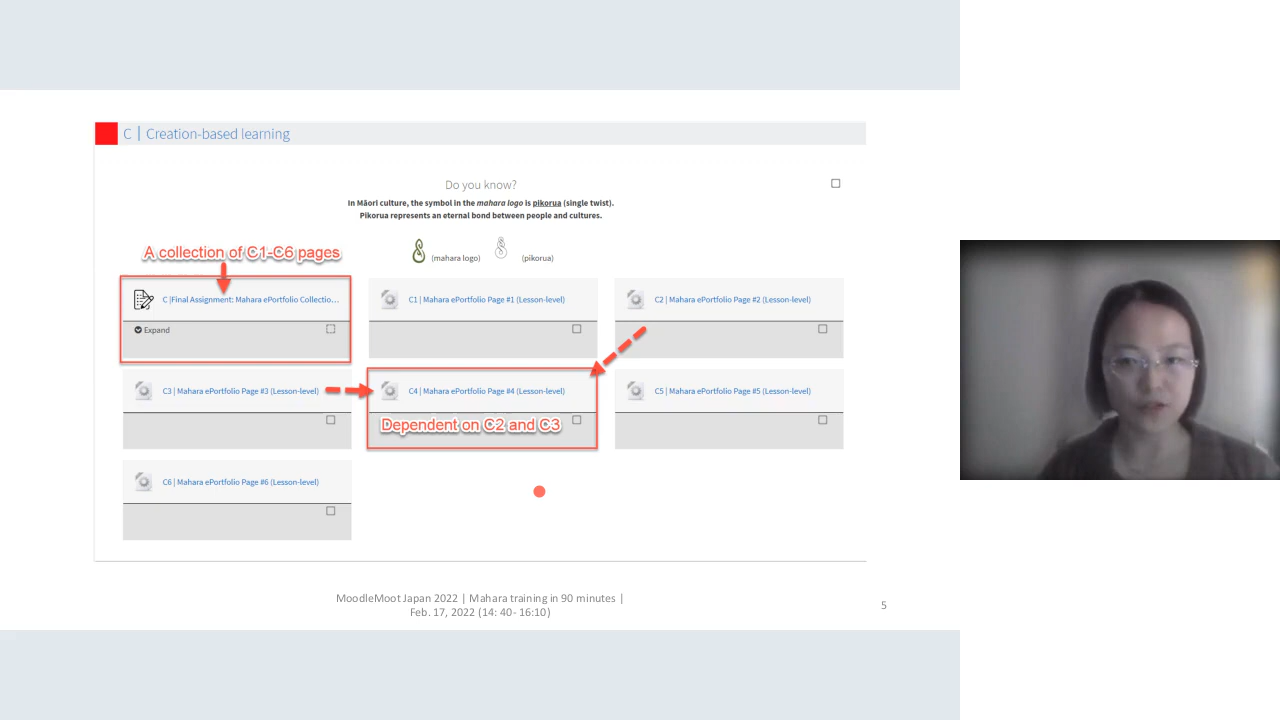 C | Creation-based learning
Do you know?
In Māori culture, the symbol in the mahara logo is pikorua (single twist).
Pikorua represents an eternal bond between people and cultures.
(mahara logo)
(pikorua)
A collection of C1-C6 pages
C |Final Assignment: Mahara ePortfolio Collectio...
Expand
C1 | Mahara ePortfolio Page #1 (Lesson-level)
C2 | Mahara ePortfolio Page #2 (Lesson-level)
C3 | Mahara ePortfolio Page #3 (Lesson-level)
C4 | Mahara ePortfolio Page #4 (Lesson-level)
Dependent on C2 and C3
C5 | Mahara ePortfolio Page #5 (Lesson-level)
C6 | Mahara ePortfolio Page #6 (Lesson-level)
MoodleMoot Japan 2022 | Mahara training in 90 minutes |
Feb. 17, 2022 (14: 40- 16:10)
5